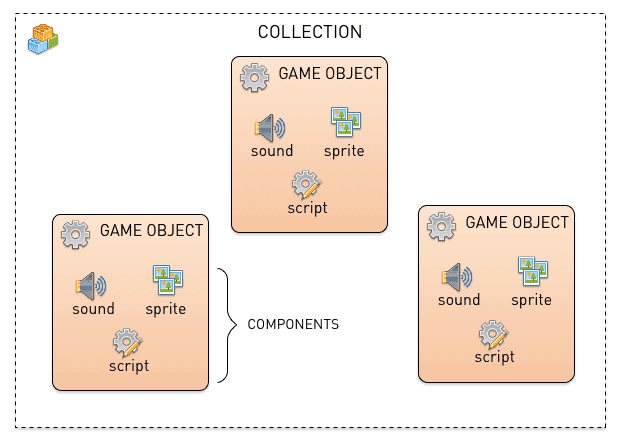 COLLECTION
GAME OBJECT
sound
sprite
script
GAME OBJECT
sound
sprite
script
COMPONENTS
GAME OBJECT
sound
sprite
script